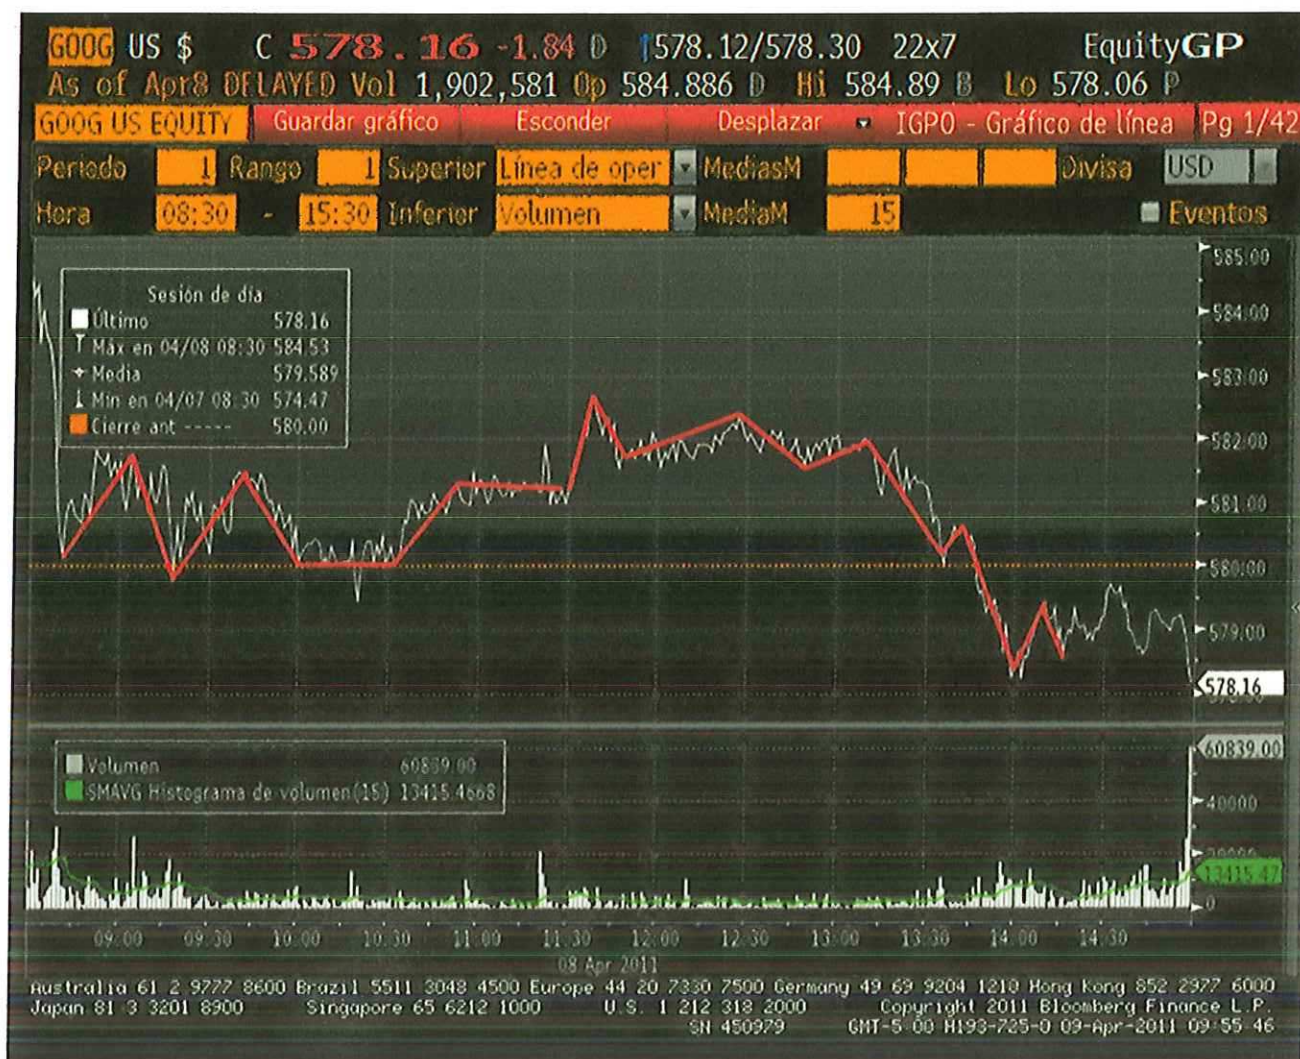 GOOG US $ C 578.16 -1.84 D ↑578.12/578.30 22x7 EquityGP
As of Apr8 DELAYED Vol 1,902,581 Op 584.886 D Hi 584.89 B Lo 578.06 P
GOOG US EQUITY Guardar gráfico Esconder Desplazar IGPO - Gráfico de línea Pg 1/42
Periodo 1 Rango 1 Superior Línea de oper MediasM Divisa USD
Hora 08:30 - 15:30 Inferior Volumen MediaM 15 Eventos
585.00
Sesión de día
Último 578.16
Máx en 04/08 08:30 584.53
Media 579.589
Mín en 04/07 08:30 574.47
Cierre ant ----- 580.00
584.00
583.00
582.00
581.00
580.00
579.00
578.16
Volumen 60839.00
SMAVG Histograma de volumen(15) 13415.4668
60839.00
40000
20000
13415.47
0
09:00 09:30 10:00 10:30 11:00 11:30 12:00 12:30 13:00 13:30 14:00 14:30
08 Apr 2011
Australia 61 2 9777 8600 Brazil 5511 3048 4500 Europe 44 20 7330 7500 Germany 49 69 9204 1210 Hong Kong 852 2977 6000
Japan 81 3 3201 8900 Singapore 65 6212 1000 U.S. 1 212 318 2000 Copyright 2011 Bloomberg Finance L.P.
SN 450979 GMT-5:00 H193-725-0 09-Apr-2011 09:55:46